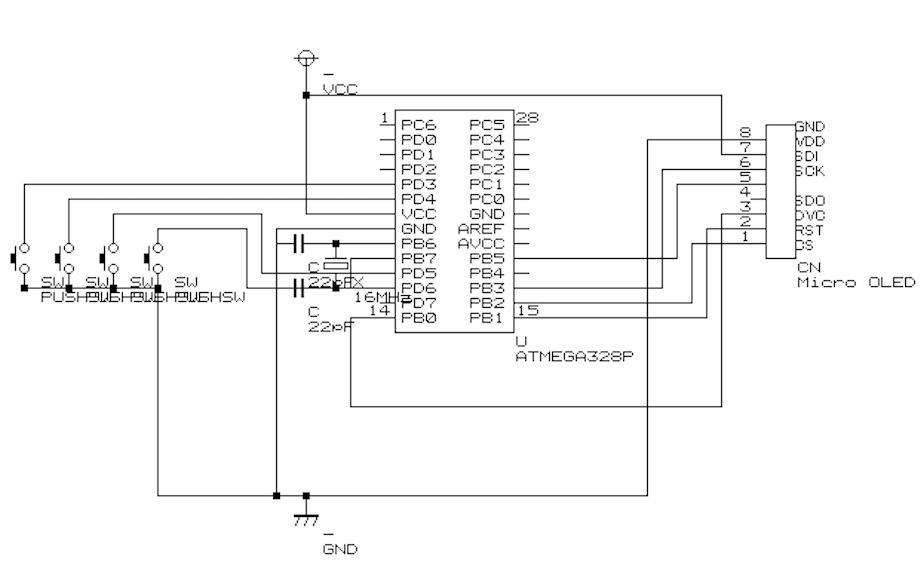 VCC
1
28
PC6
PC5
PD0
PC4
PD1
PC3
PD2
PC2
PD3
PC1
PD4
PC0
VCC
GND
GND
AREF
PB6
AVCC
PB7
PB5
PD5
PB4
PD6
PB3
PD7
PB2
PB0
PB1
14
15
U
ATMEGA328P
8
7
6
5
4
3
2
1
GND
VDD
SDI
SCK
SDO
D/C
RST
CS
CN
Micro OLED
SW
SW
SW
SW
PUSHSW
PUSHSW
PUSHSW
PUSHSW
C
22pF
X
16MHz
C
22pF
GND